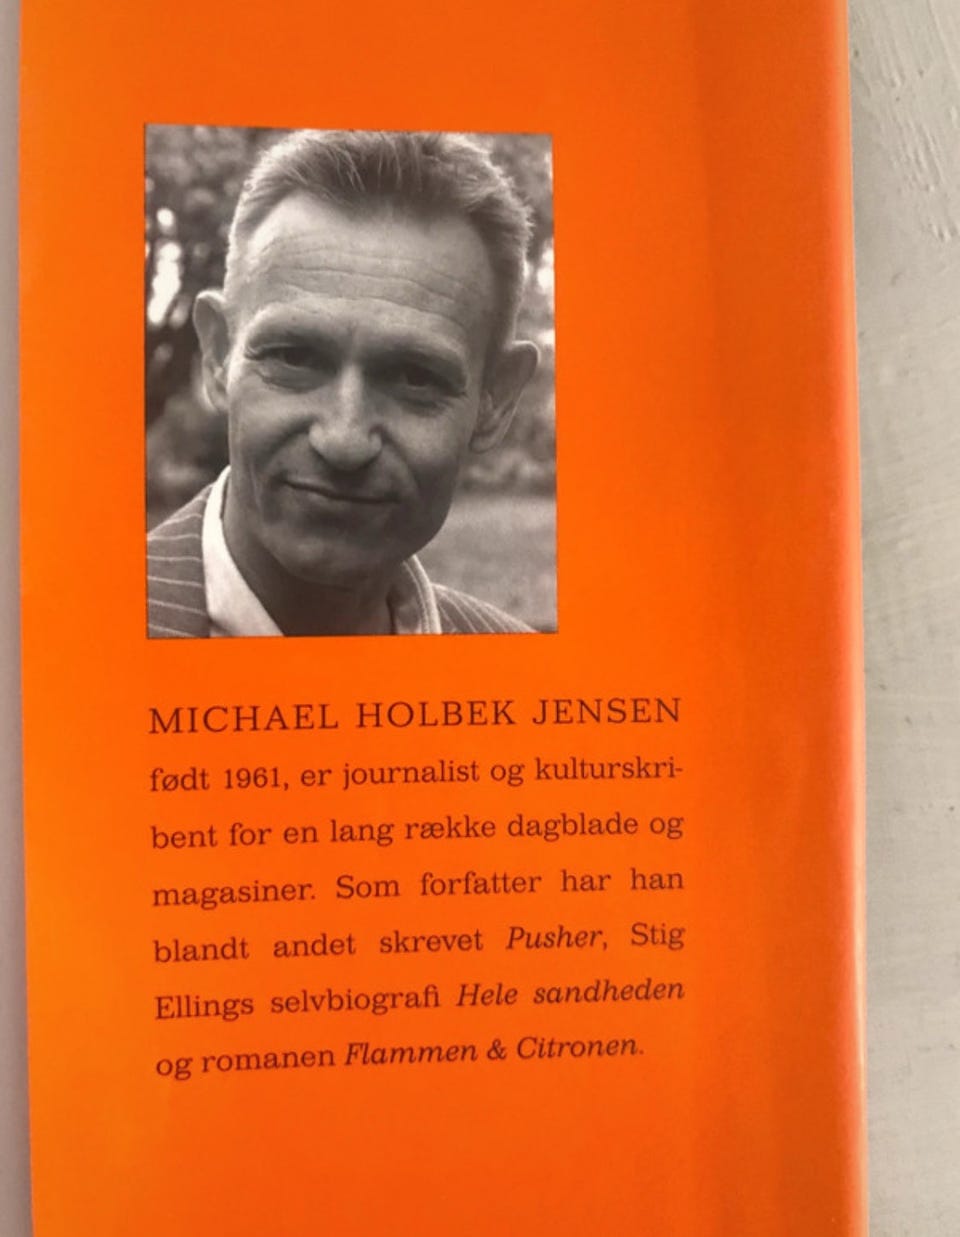 MICHAEL HOLBEK JENSEN
født 1961, er journalist og kulturskri-
bent for en lang række dagblade og
magasiner. Som forfatter har han
blandt andet skrevet Pusher, Stig
Ellings selvbiografi Hele sandheden
og romanen Flammen & Citronen.